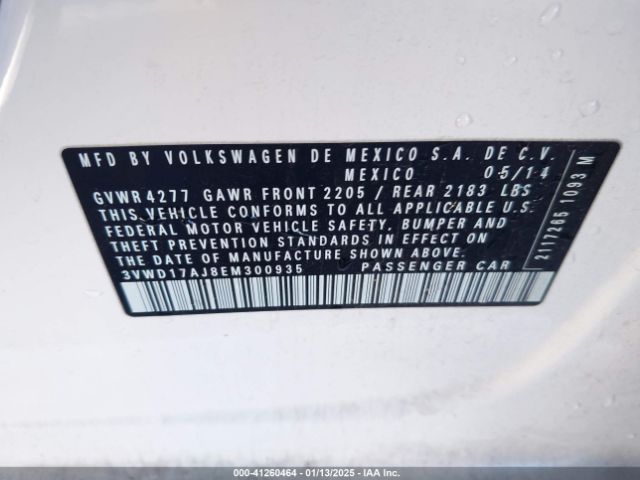 MFD BY VOLKSWAGEN DE MEXICO S.A. DE C.V.
MEXICO 05/14
GVWR 4277 GAWR FRONT 2205 / REAR 2183 LBS
THIS VEHICLE CONFORMS TO ALL APPLICABLE U.S.
FEDERAL MOTOR VEHICLE SAFETY, BUMPER AND
THEFT PREVENTION STANDARDS IN EFFECT ON
THE DATE OF MANUFACTURE SHOWN ABOVE.
3VWD17AJ8EM300935 PASSENGER CAR
2117265 1093 M
000-41260464 - 01/13/2025 - IAA Inc.